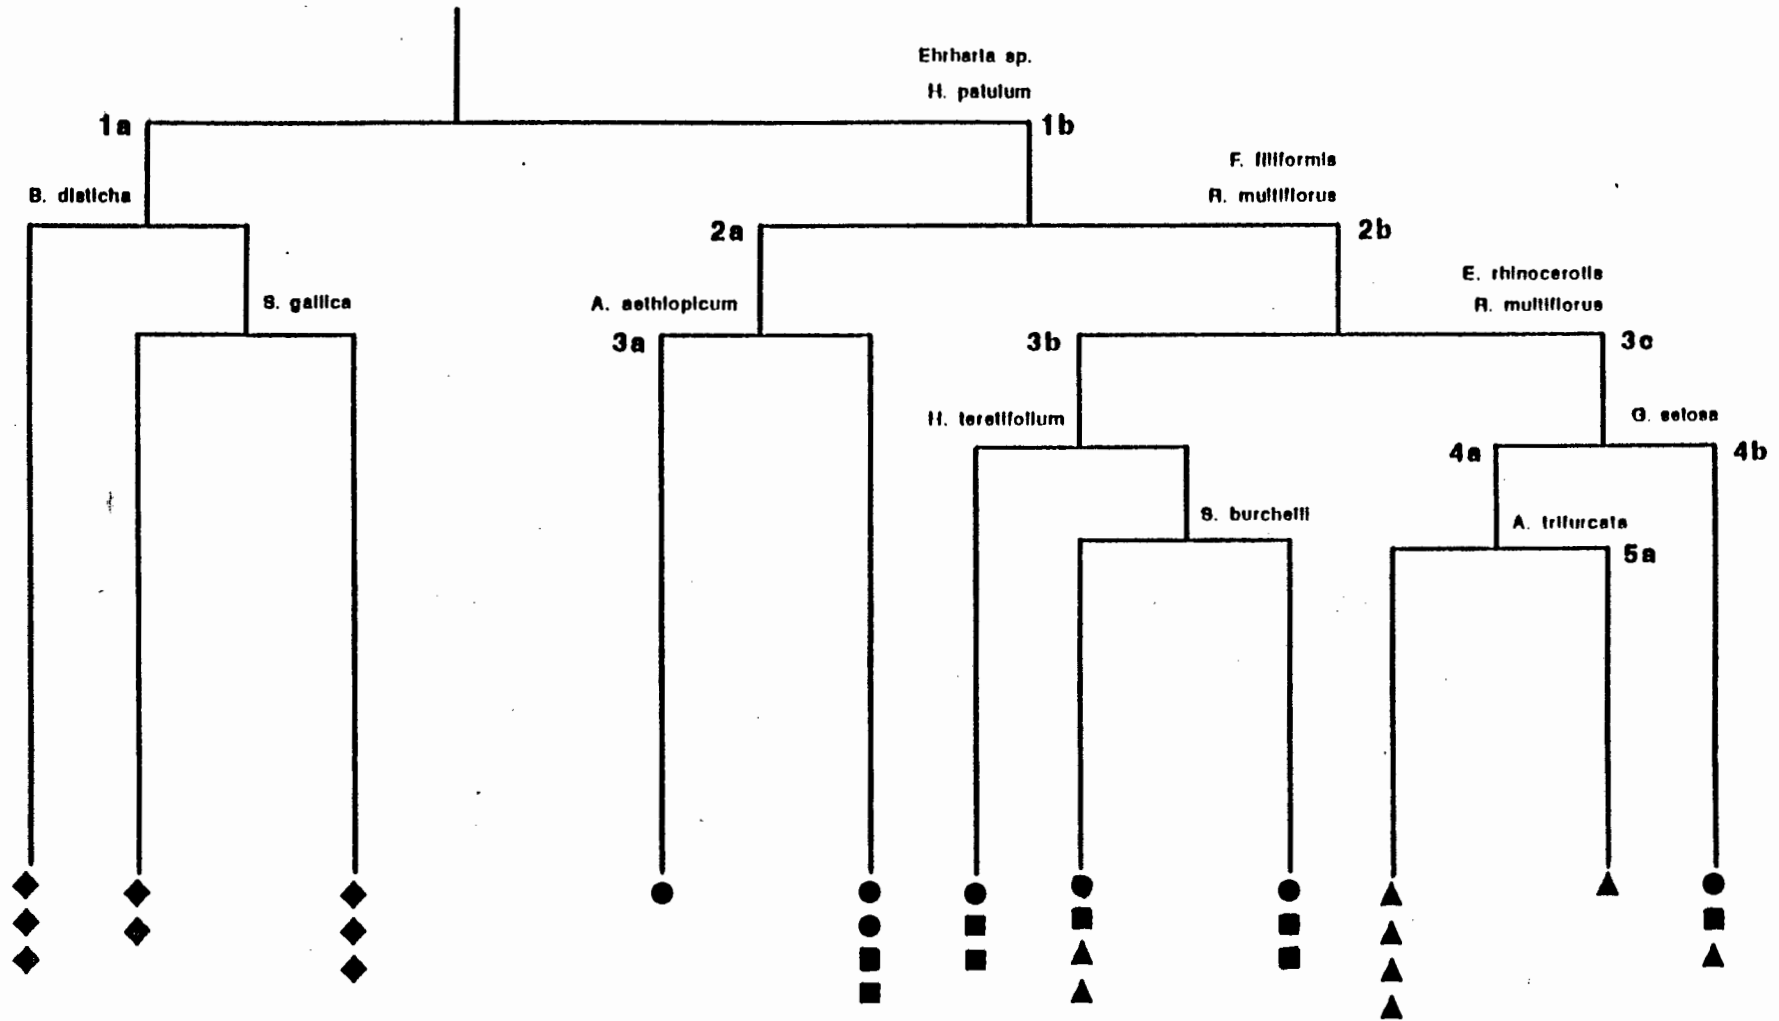 Ehrharta sp.
H. patulum
1a
1b
F. filiformis
R. multiflorus
B. disticha
2a
2b
E. rhinocerotis
R. multiflorus
S. gallica
A. aethiopicum
3a
3b
3c
H. teretifolium
G. setosa
4a
4b
S. burchelli
A. trifurcata
5a